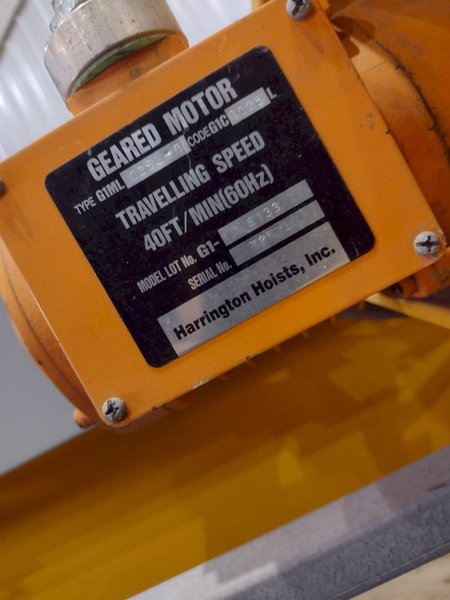 GEARED MOTOR
TYPE G1ML CODE G1C L
TRAVELLING SPEED
40FT/MIN(60Hz)
MODEL LOT No. G1- 6133
SERIAL No.
Harrington Hoists, Inc.